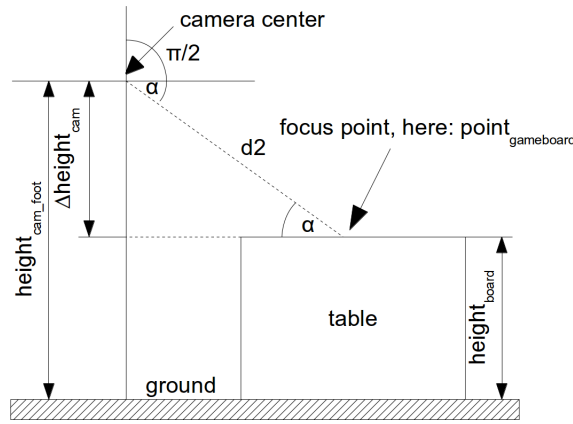 camera center
π/2
α
focus point, here: point_gameboard
d2
Δheight_cam
height_cam_foot
α
table
height_board
ground